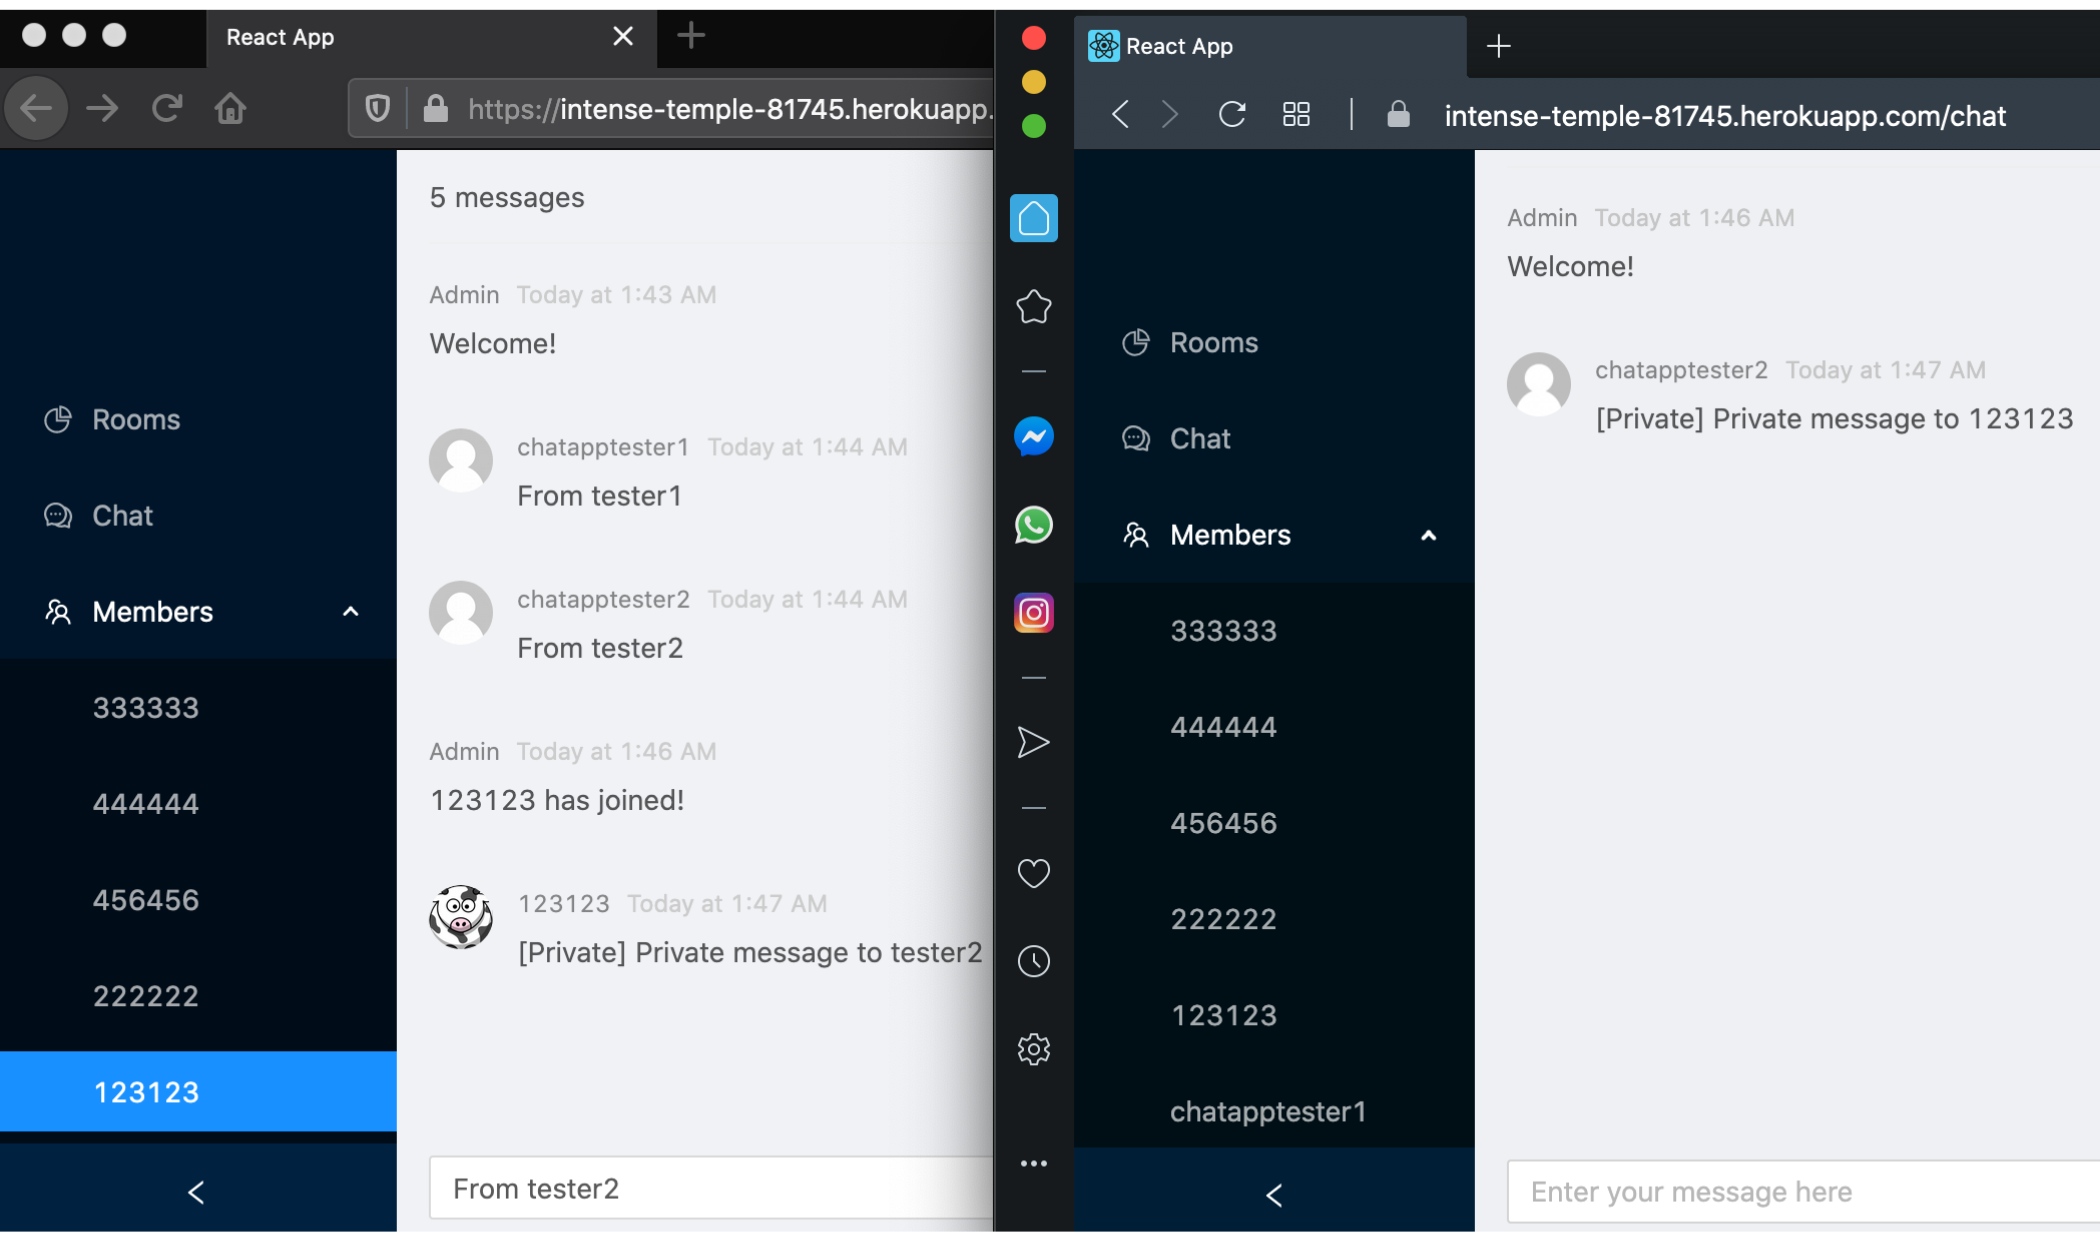 React App
https://intense-temple-81745.herokuapp.
5 messages
Admin Today at 1:43 AM
Welcome!
chatapptester1 Today at 1:44 AM
From tester1
chatapptester2 Today at 1:44 AM
From tester2
Admin Today at 1:46 AM
123123 has joined!
123123 Today at 1:47 AM
[Private] Private message to tester2
From tester2
Rooms
Chat
Members
333333
444444
456456
222222
123123
React App
intense-temple-81745.herokuapp.com/chat
Rooms
Chat
Members
333333
444444
456456
222222
123123
chatapptester1
Admin Today at 1:46 AM
Welcome!
chatapptester2 Today at 1:47 AM
[Private] Private message to 123123
Enter your message here